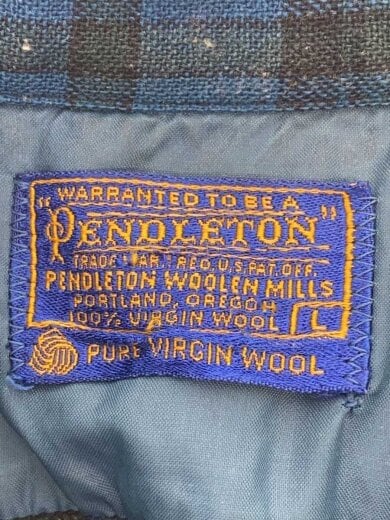 WARRANTED TO BE A
"PENDLETON"
TRADE MAR. REG. U.S. PAT. OFF.
PENDLETON WOOLEN MILLS
PORTLAND, OREGON
100% VIRGIN WOOL L
PURE VIRGIN WOOL